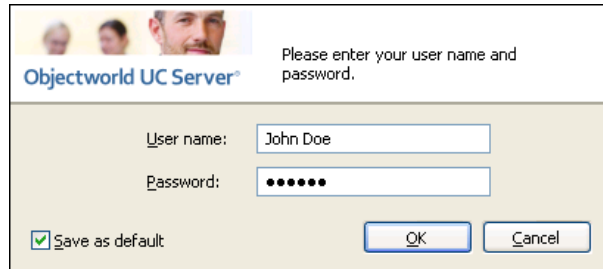 Please enter your user name and
password.
Objectworld UC Server®
User name: John Doe
Password: ●●●●●●
Save as default
OK Cancel